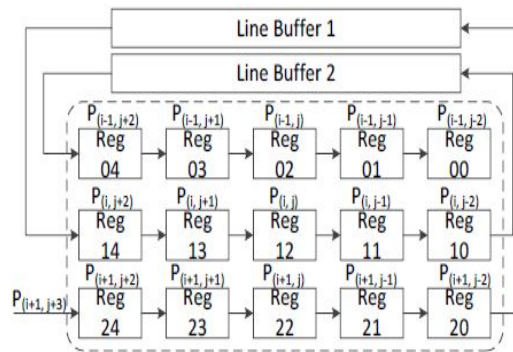 Line Buffer 1
Line Buffer 2
P(i-1, j+2) P(i-1, j+1) P(i-1, j) P(i-1, j-1) P(i-1, j-2)
Reg Reg Reg Reg Reg
04 03 02 01 00
P(i, j+2) P(i, j+1) P(i, j) P(i, j-1) P(i, j-2)
Reg Reg Reg Reg Reg
14 13 12 11 10
P(i+1, j+2) P(i+1, j+1) P(i+1, j) P(i+1, j-1) P(i+1, j-2)
P(i+1, j+3) Reg Reg Reg Reg Reg
24 23 22 21 20